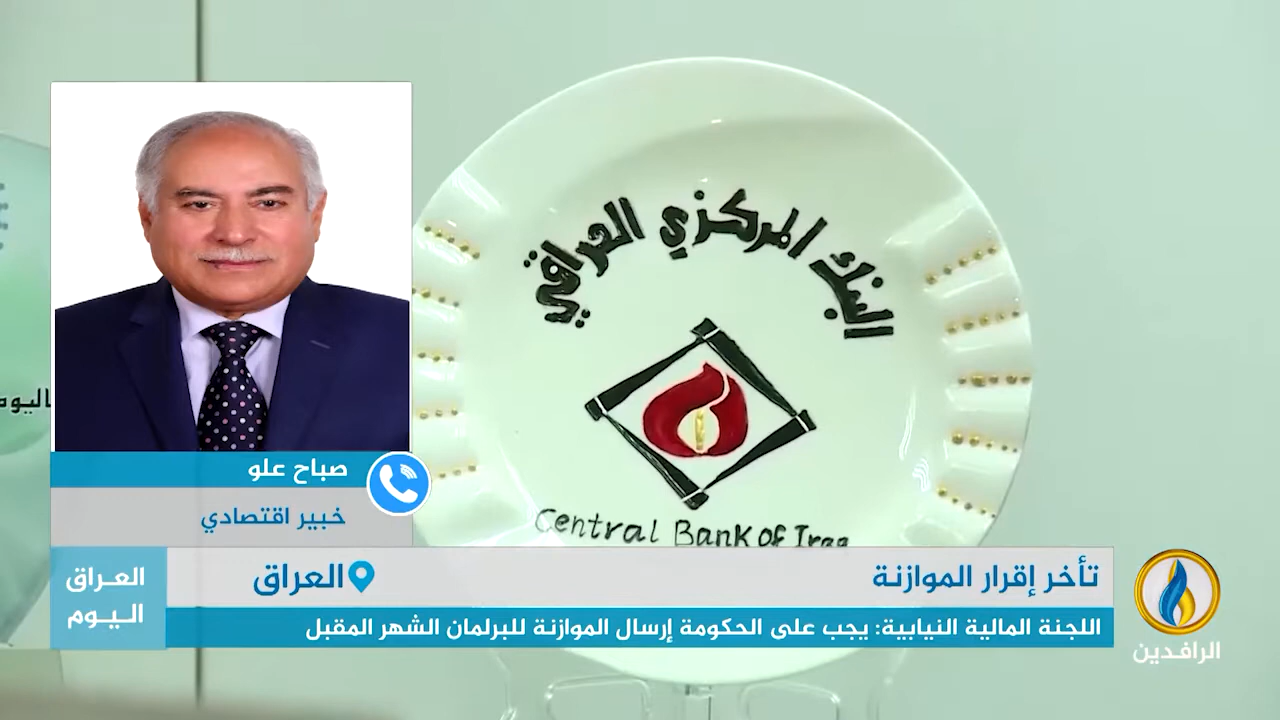 البنك المركزي العراقي
Central Bank of Iraq
اليوم
صباح علو
خبير اقتصادي
تأخر إقرار الموازنة
العراق
العراق اليوم
اللجنة المالية النيابية: يجب على الحكومة إرسال الموازنة للبرلمان الشهر المقبل
الرافدين